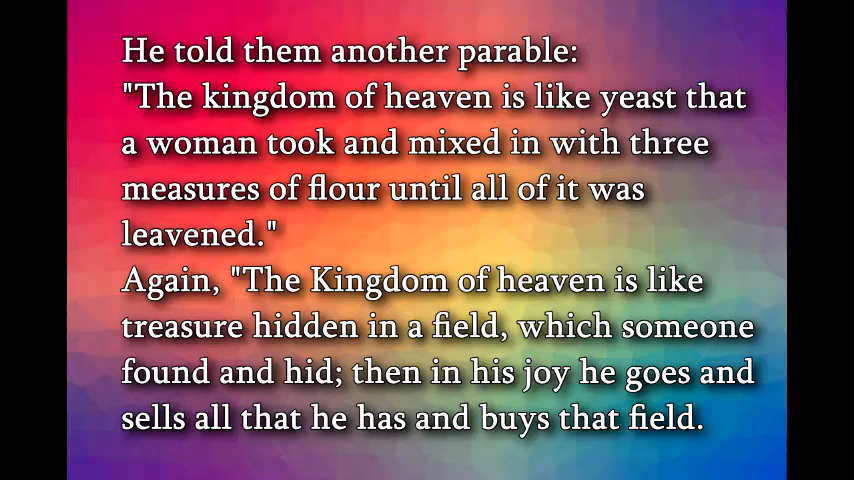 He told them another parable:
"The kingdom of heaven is like yeast that
a woman took and mixed in with three
measures of flour until all of it was
leavened."
Again, "The Kingdom of heaven is like
treasure hidden in a field, which someone
found and hid; then in his joy he goes and
sells all that he has and buys that field.